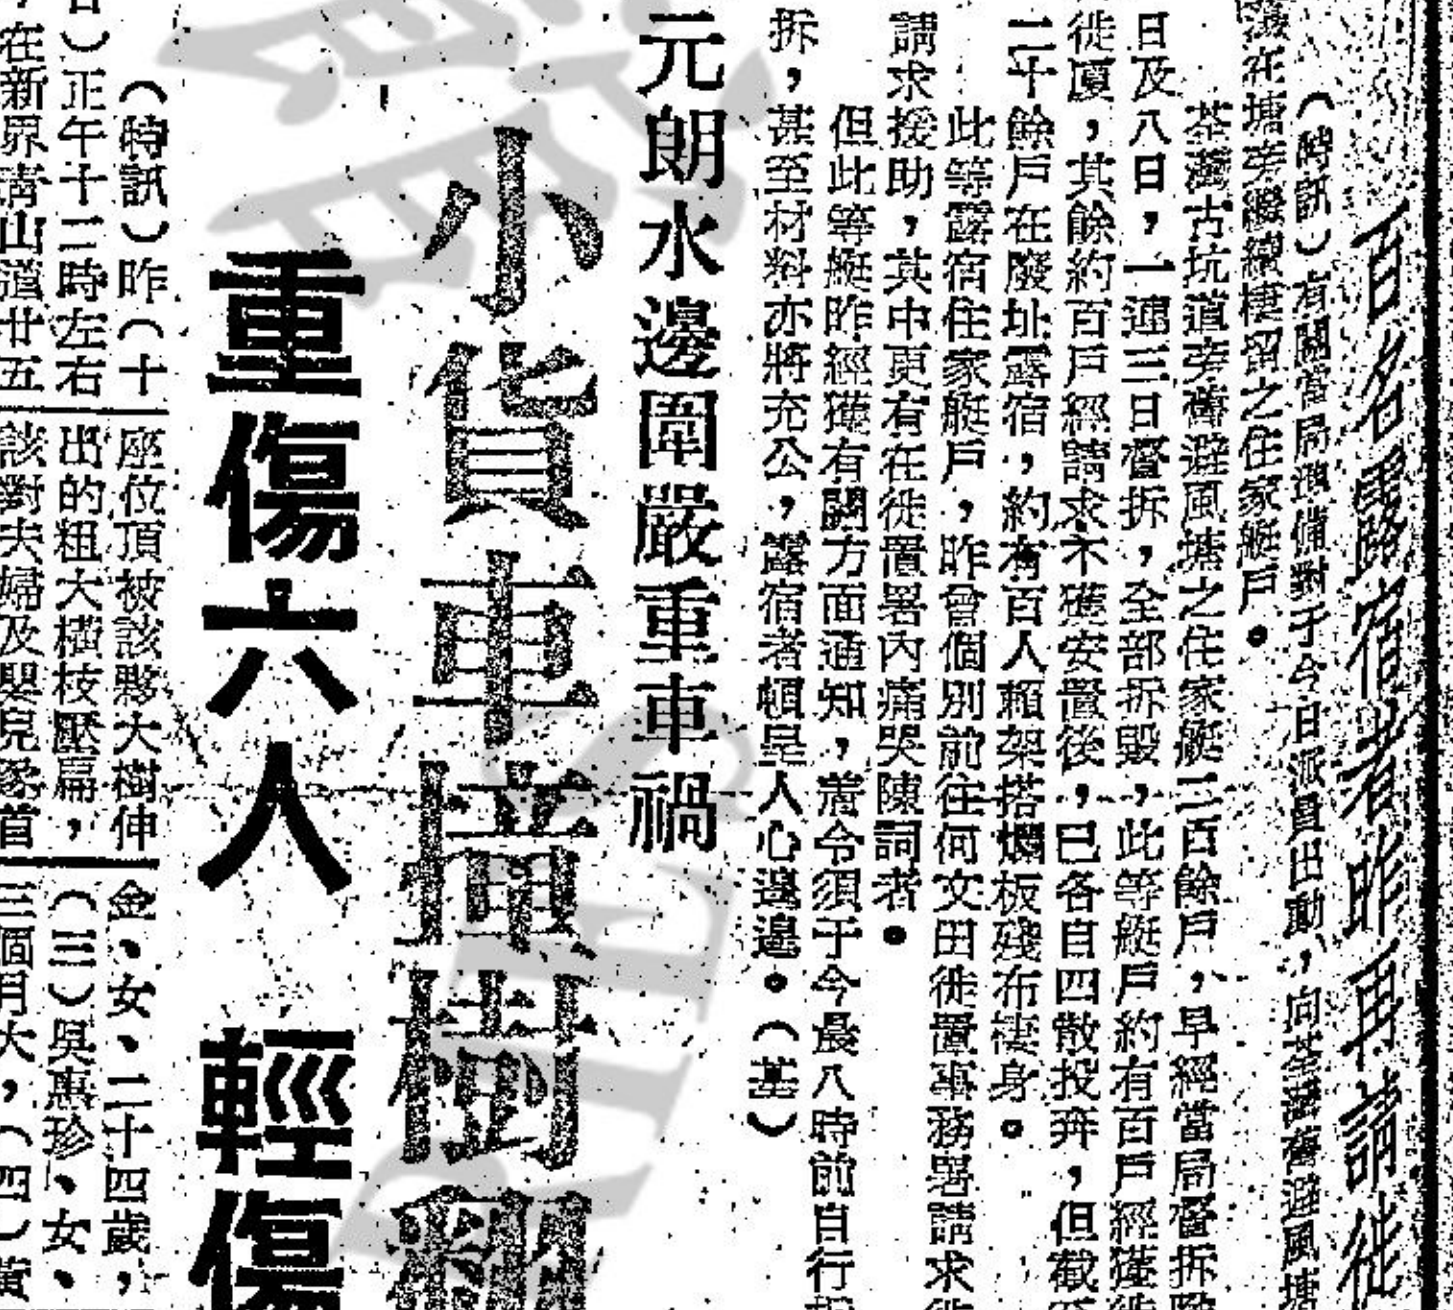 百名露宿者昨再請徙
（時訊）有關當局準備對于今日派員出動，向荃灣舊避風塘
在塘旁繼續棲留之住家艇戶。
荃灣古坑道旁舊避風塘之住家艇三百餘戶，早經當局督拆
日及八日，一連三日督拆，全部拆毀，此等艇戶約有百戶經獲
徙廈，其餘約百戶經請求不獲安置後，已各自四散投奔，但截
二十餘戶在廢址露宿，約有百人賴架搭爛板殘布棲身。
此等露宿住家艇戶，昨曾個別前往何文田徙置事務署請求
請求援助，其中更有在徙置署內痛哭陳詞者。
但此等艇昨經獲有關方面通知，着令須于今晨八時前自行
拆，甚至材料亦將充公，露宿者頓呈人心遑遑。（基）
元朗水邊圍嚴重車禍
小貨車撞樹翻
重傷六人 輕傷
（時訊）昨（十
）正午十二時左右
，在新界青山道廿五
座位頂被該夥大樹伸
出的粗大橫枝壓扁，
該對夫婦及嬰兒遂首
金、女、二十四歲，
（三）吳惠珍、女、
三個月大，（四）黃